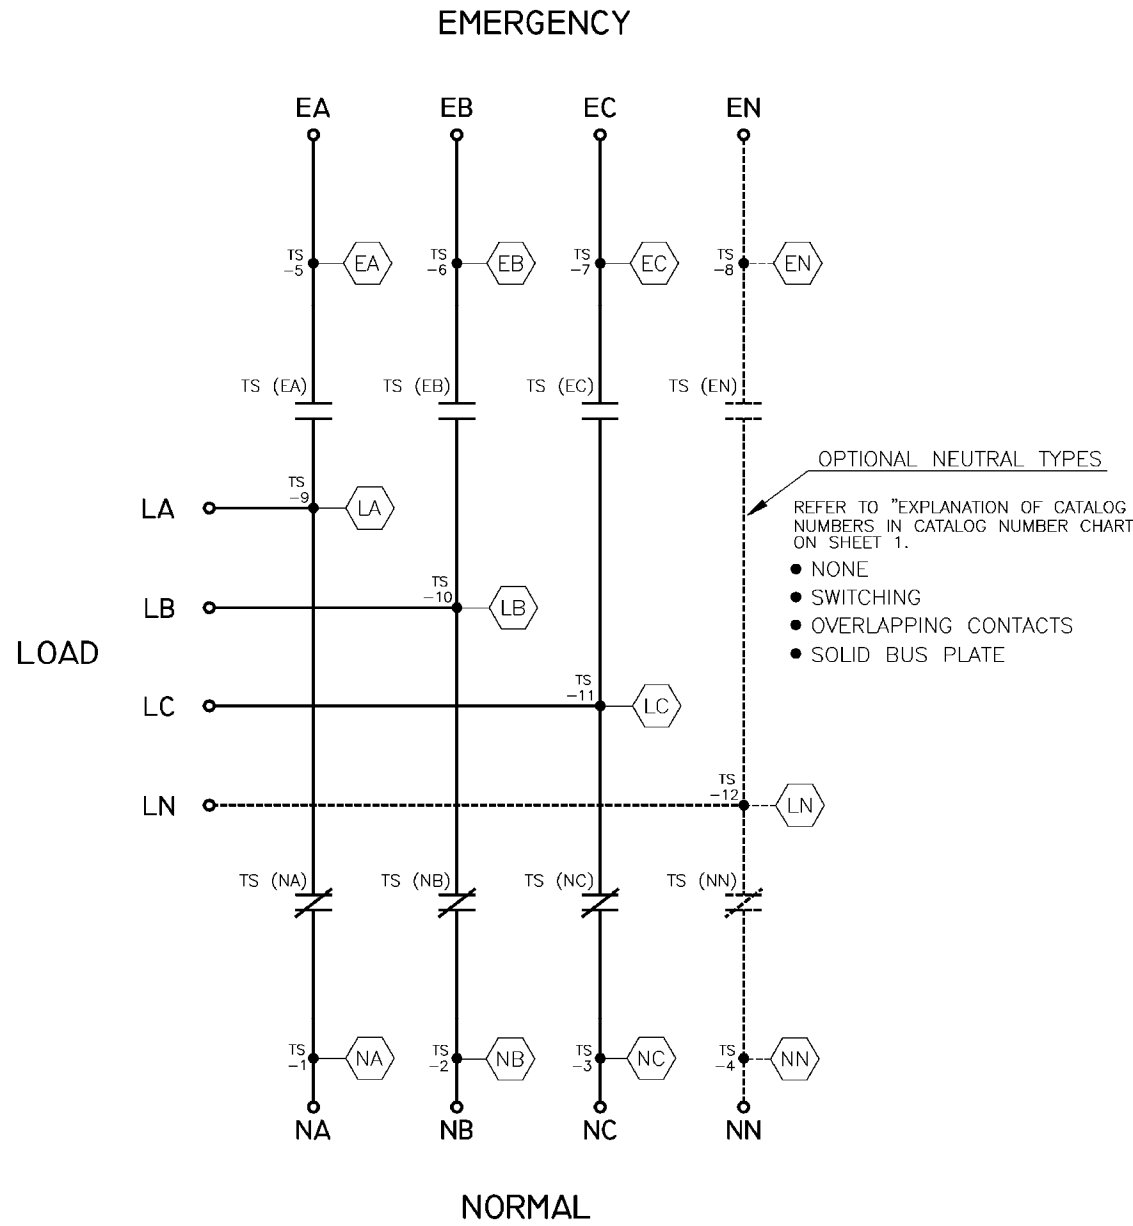 EMERGENCY
EA EB EC EN
TS -5 EA TS -6 EB TS -7 EC TS -8 EN
TS (EA) TS (EB) TS (EC) TS (EN)
OPTIONAL NEUTRAL TYPES
REFER TO "EXPLANATION OF CATALOG
NUMBERS IN CATALOG NUMBER CHART
ON SHEET 1.
● NONE
● SWITCHING
● OVERLAPPING CONTACTS
● SOLID BUS PLATE
LA TS -9 LA
LB TS -10 LB
LOAD
LC TS -11 LC
LN TS -12 LN
TS (NA) TS (NB) TS (NC) TS (NN)
TS -1 NA TS -2 NB TS -3 NC TS -4 NN
NA NB NC NN
NORMAL